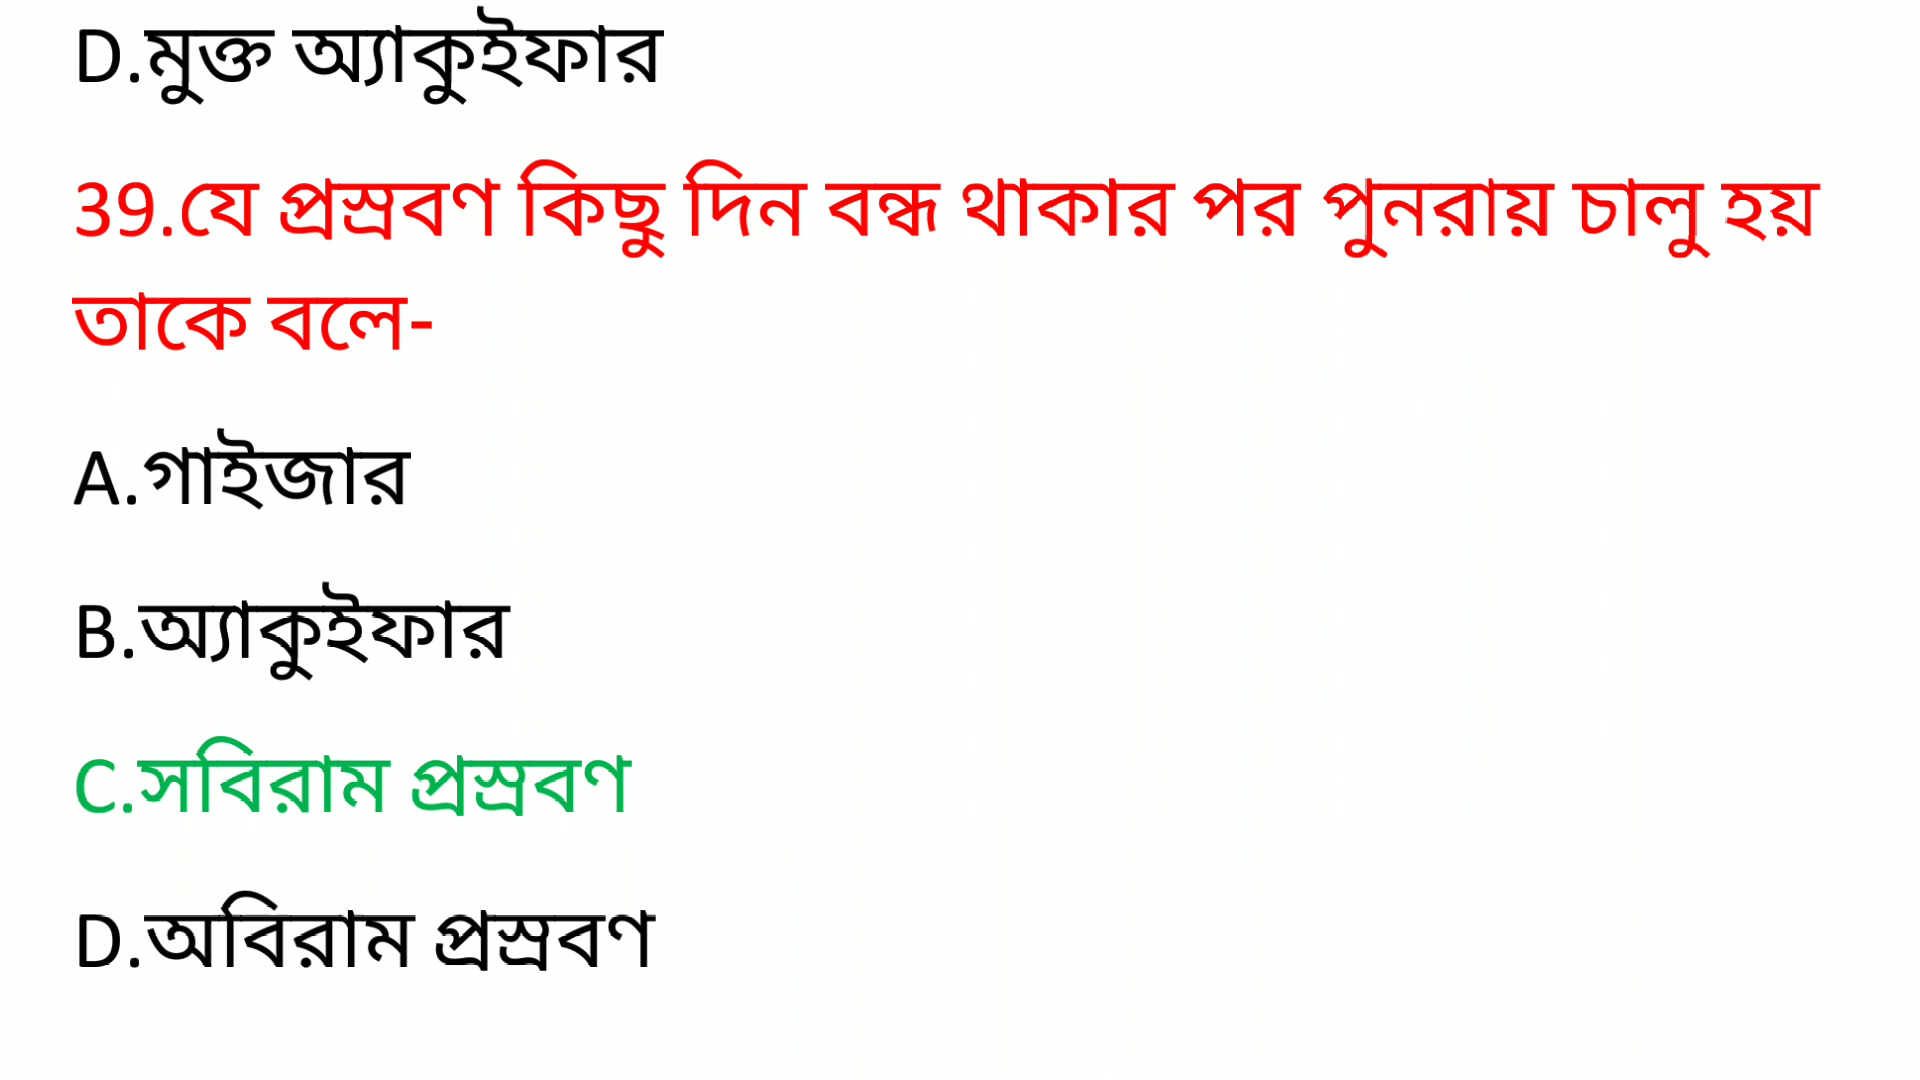 D.মুক্ত অ্যাকুইফার
39.যে প্রস্রবণ কিছু দিন বন্ধ থাকার পর পুনরায় চালু হয়
তাকে বলে-
A.গাইজার
B.অ্যাকুইফার
C.সবিরাম প্রস্রবণ
D.অবিরাম প্রস্রবণ